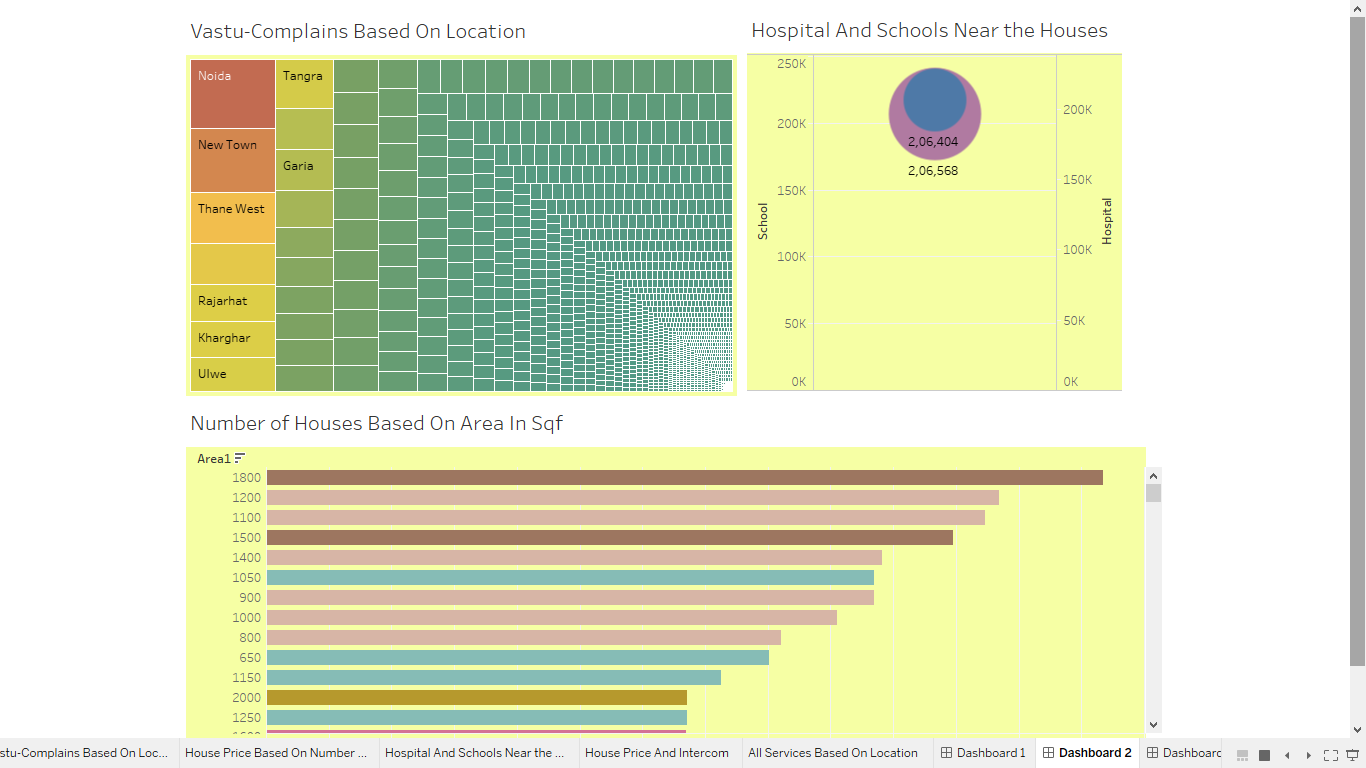 Vastu-Complains Based On Location
Noida
New Town
Thane West
Rajarhat
Kharghar
Ulwe
Tangra
Garia
Hospital And Schools Near the Houses
250K
200K
150K
100K
50K
0K
School
2,06,404
2,06,568
200K
150K
100K
50K
0K
Hospital
Number of Houses Based On Area In Sqf
Area1
1800
1200
1100
1500
1400
1050
900
1000
800
650
1150
2000
1250
stu-Complains Based On Loc...
House Price Based On Number ...
Hospital And Schools Near the ...
House Price And Intercom
All Services Based On Location
Dashboard 1
Dashboard 2
Dashboard